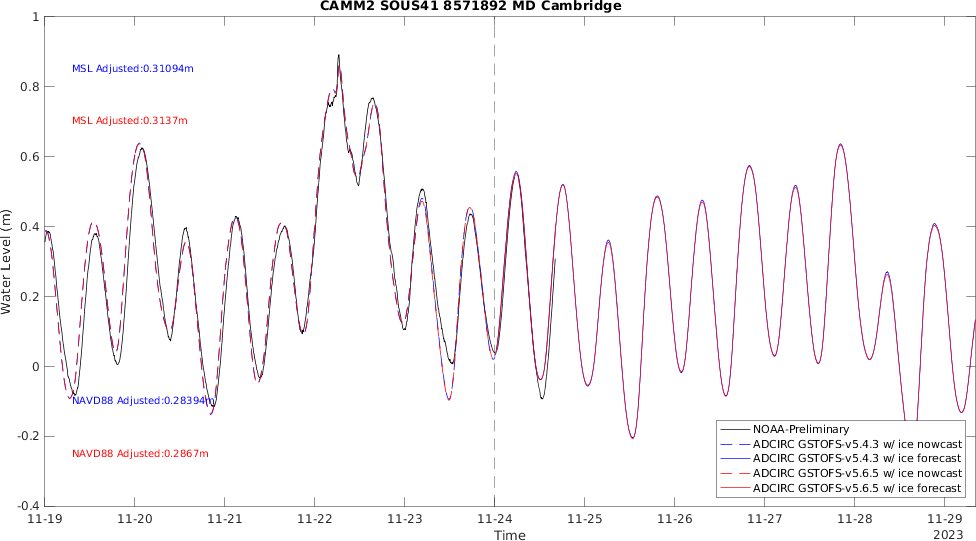 CAMM2 SOUS41 8571892 MD Cambridge
1
0.8
0.6
0.4
0.2
0
-0.2
-0.4
Water Level (m)
MSL Adjusted:0.31094m
MSL Adjusted:0.3137m
NAVD88 Adjusted:0.28394m
NAVD88 Adjusted:0.2867m
NOAA-Preliminary
ADCIRC GSTOFS-v5.4.3 w/ ice nowcast
ADCIRC GSTOFS-v5.4.3 w/ ice forecast
ADCIRC GSTOFS-v5.6.5 w/ ice nowcast
ADCIRC GSTOFS-v5.6.5 w/ ice forecast
11-19 11-20 11-21 11-22 11-23 11-24 11-25 11-26 11-27 11-28 11-29
2023
Time